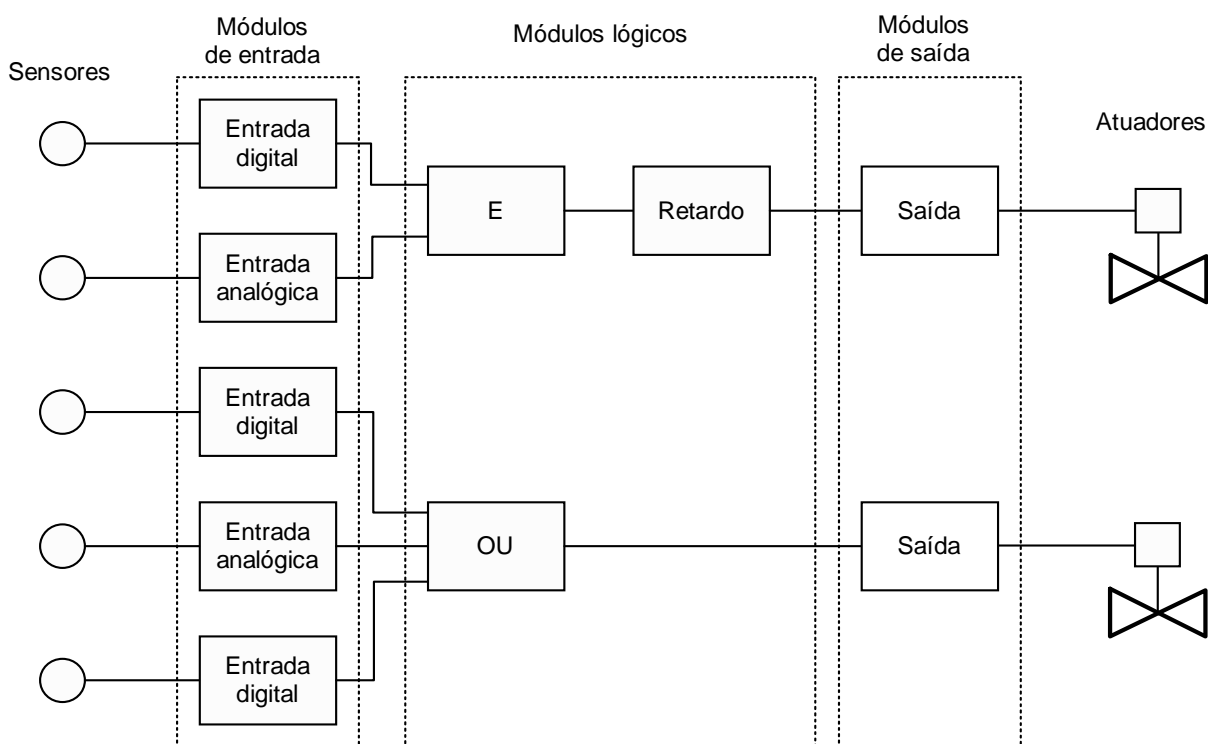 Sensores
Módulos
de entrada
Módulos lógicos
Módulos
de saída
Atuadores
Entrada
digital
Entrada
analógica
Entrada
digital
Entrada
analógica
Entrada
digital
E
Retardo
OU
Saída
Saída